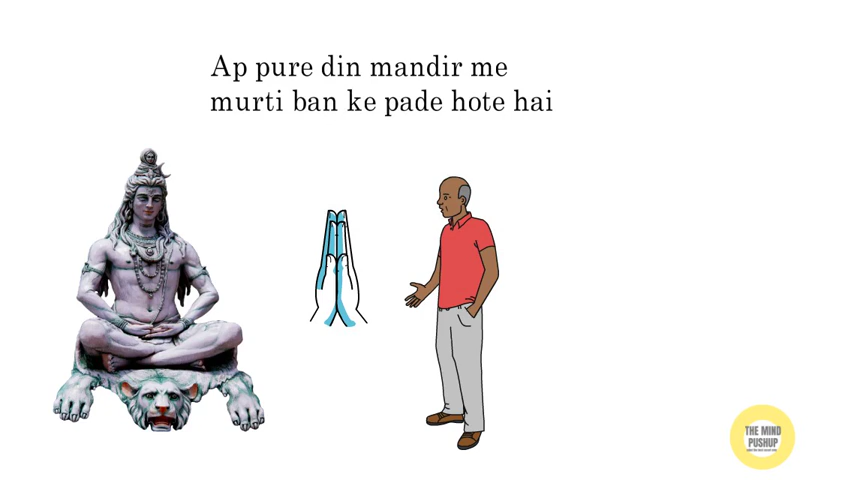 Ap pure din mandir me
murti ban ke pade hote hai
THE MIND
PUSHUP